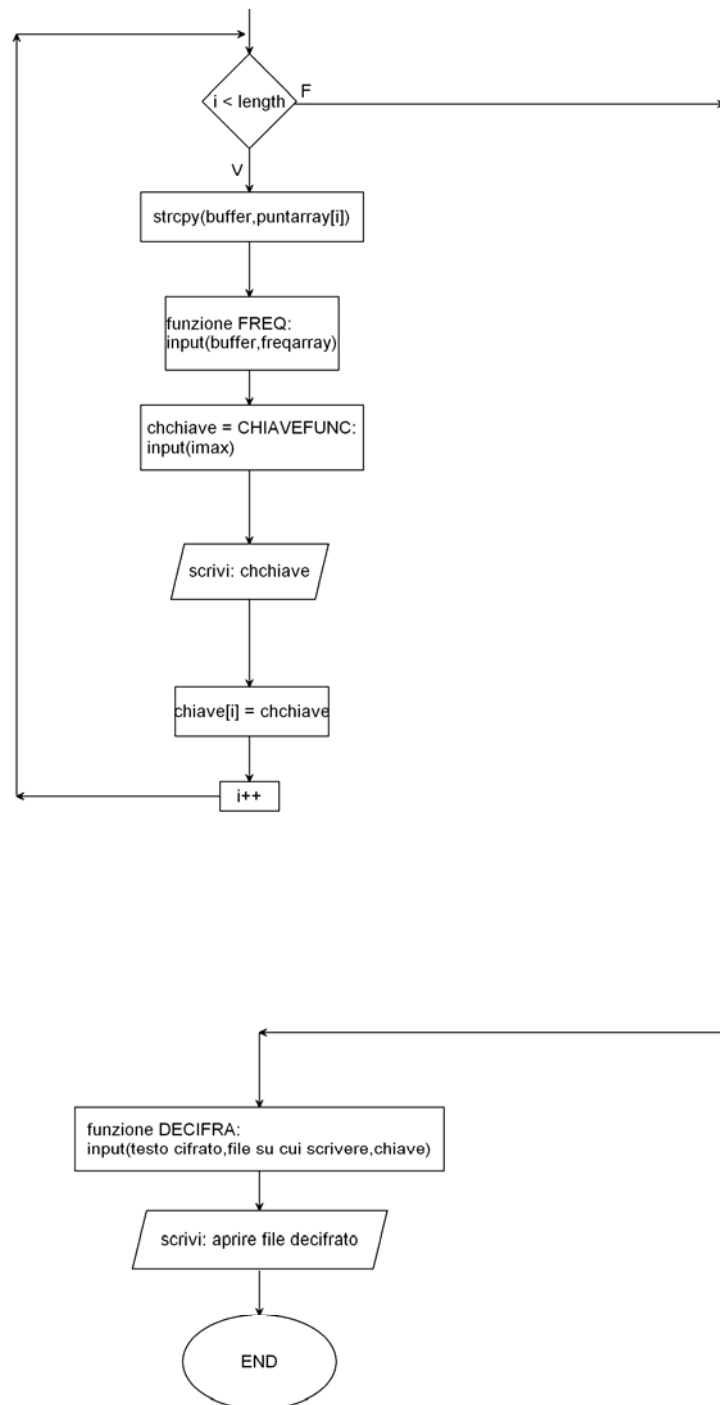 i < length
F
V
strcpy(buffer,puntarray[i])
funzione FREQ:
input(buffer,freqarray)
chchiave = CHIAVEFUNC:
input(imax)
scrivi: chchiave
chiave[i] = chchiave
i++
funzione DECIFRA:
input(testo cifrato,file su cui scrivere,chiave)
scrivi: aprire file decifrato
END